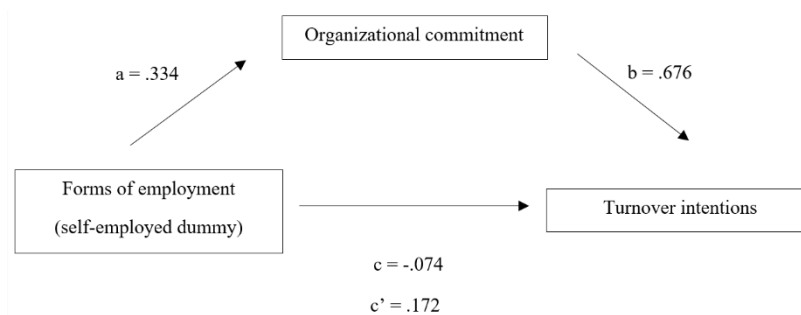 Organizational commitment
a = .334
b = .676
Forms of employment
(self-employed dummy)
Turnover intentions
c = -.074
c’ = .172